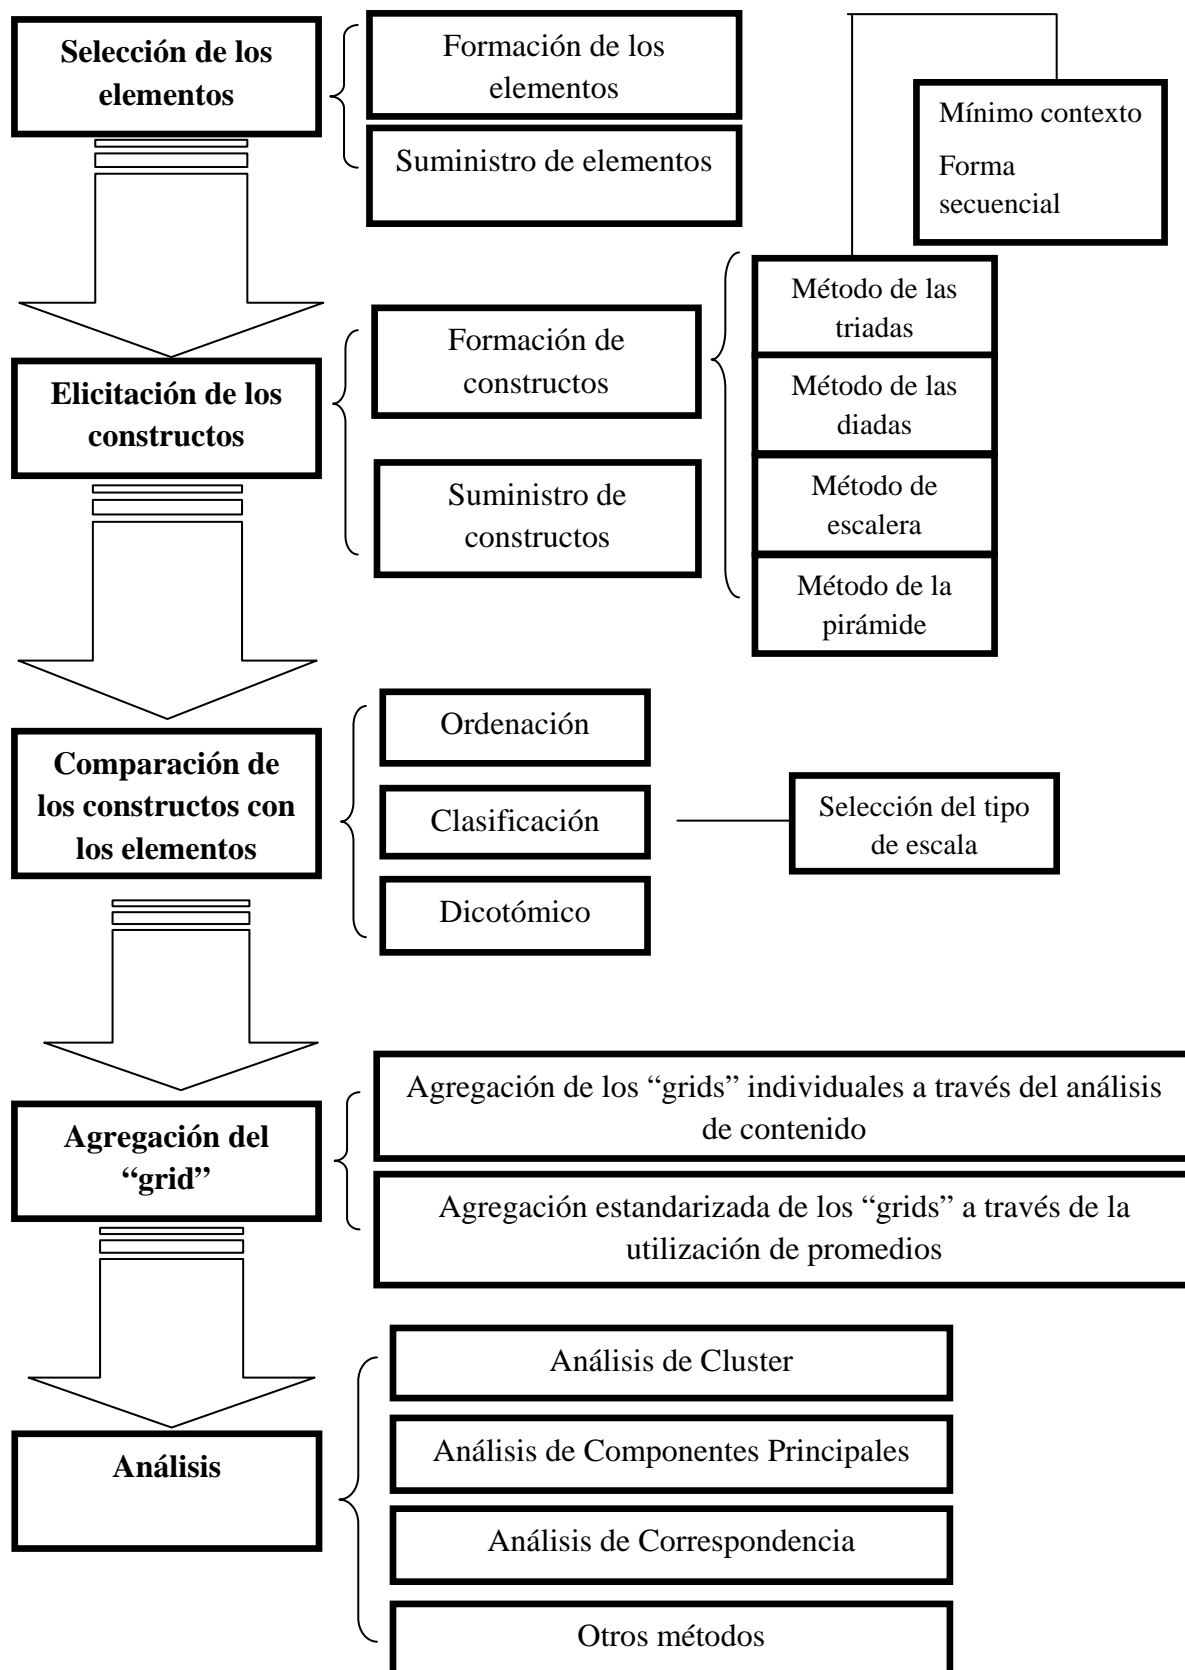 Selección de los
elementos
Formación de los
elementos
Suministro de elementos
Mínimo contexto
Forma
secuencial
Elicitación de los
constructos
Formación de
constructos
Suministro de
constructos
Método de las
triadas
Método de las
diadas
Método de
escalera
Método de la
pirámide
Comparación de
los constructos con
los elementos
Ordenación
Clasificación
Dicotómico
Selección del tipo
de escala
Agregación del
“grid”
Agregación de los “grids” individuales a través del análisis
de contenido
Agregación estandarizada de los “grids” a través de la
utilización de promedios
Análisis
Análisis de Cluster
Análisis de Componentes Principales
Análisis de Correspondencia
Otros métodos